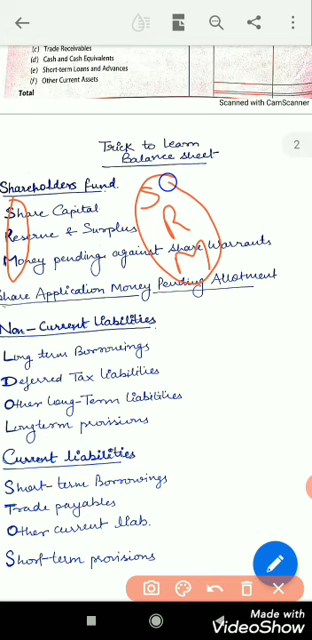 (c) Trade Receivables
(d) Cash and Cash Equivalents
(e) Short-term Loans and Advances
(f) Other Current Assets
Total
Scanned with CamScanner
2
Trick to learn
Balance sheet
Shareholders fund.
Share Capital
Reserve & Surplus
Money pending against share Warrants
Share Application Money Pending Allotment
S
R
M
Non-Current liabilities
Long term Borrowings
Deferred Tax liabilities
Other Long-Term liabilities
Longterm provisions
Current liabilities
Short-term Borrowings
Trade payables
Other current liab.
Short-term provisions
Made with
VideoShow